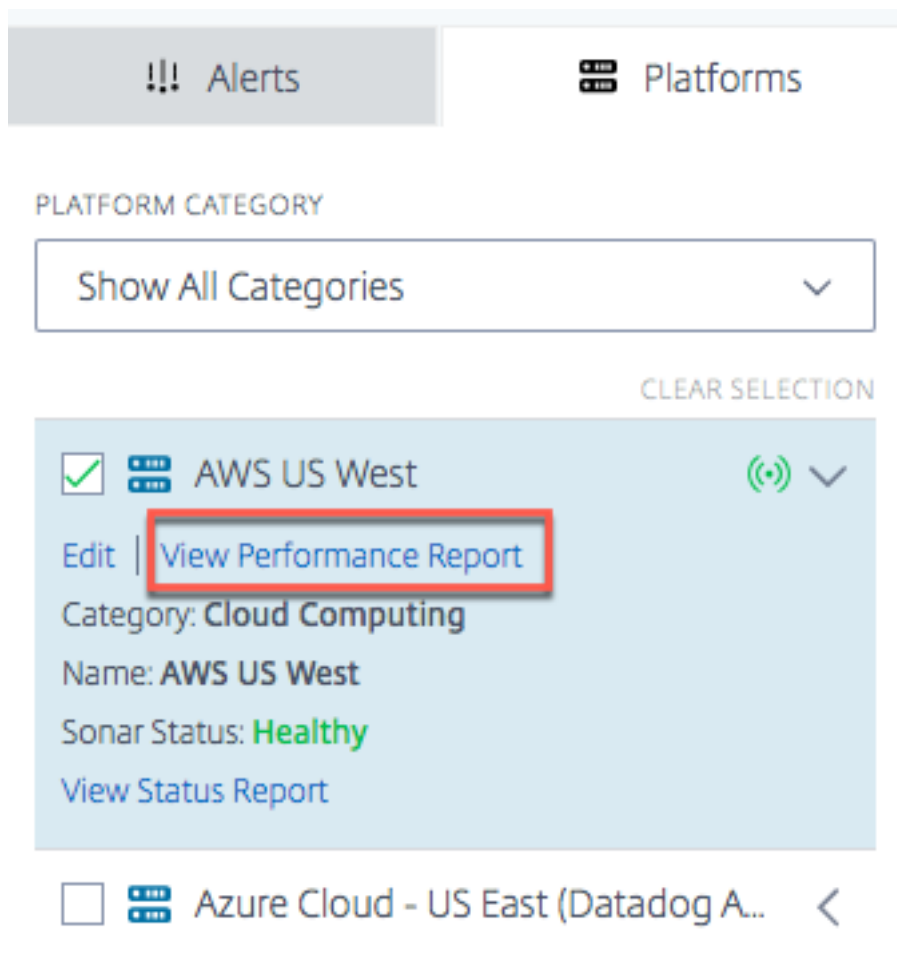 Alerts
Platforms
PLATFORM CATEGORY
Show All Categories
CLEAR SELECTION
AWS US West
Edit | View Performance Report
Category: Cloud Computing
Name: AWS US West
Sonar Status: Healthy
View Status Report
Azure Cloud - US East (Datadog A...